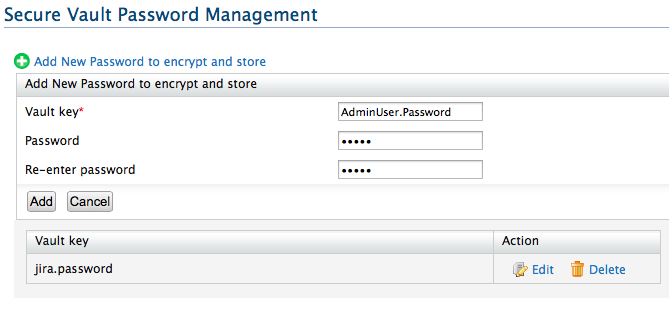 Secure Vault Password Management
Add New Password to encrypt and store
Add New Password to encrypt and store
Vault key* AdminUser.Password
Password •••••
Re-enter password •••••
Add Cancel
Vault key Action
jira.password Edit Delete